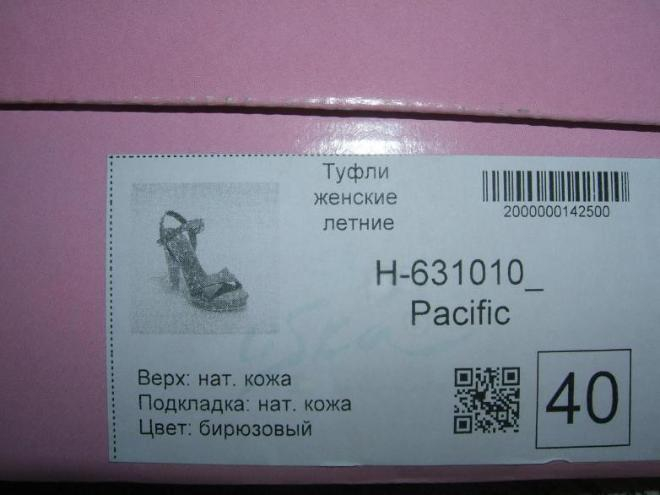 Туфли
женские
летние
2000000142500
H-631010_
Pacific
Верх: нат. кожа
Подкладка: нат. кожа
Цвет: бирюзовый
40